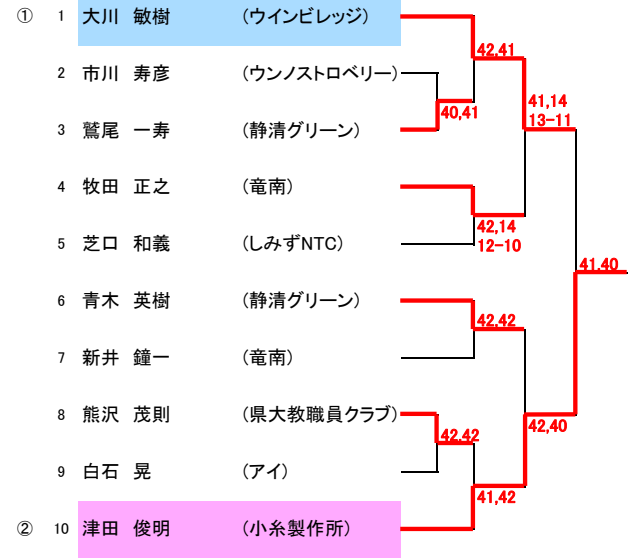 ① 1 大川 敏樹 (ウインビレッジ)
42,41
2 市川 寿彦 (ウンノストロベリー)
40,41
41,14
13-11
3 鷲尾 一寿 (静清グリーン)
4 牧田 正之 (竜南)
42,14
12-10
5 芝口 和義 (しみずNTC)
41,40
6 青木 英樹 (静清グリーン)
42,42
7 新井 鐘一 (竜南)
8 熊沢 茂則 (県大教職員クラブ)
42,42
42,40
9 白石 晃 (アイ)
41,42
② 10 津田 俊明 (小糸製作所)